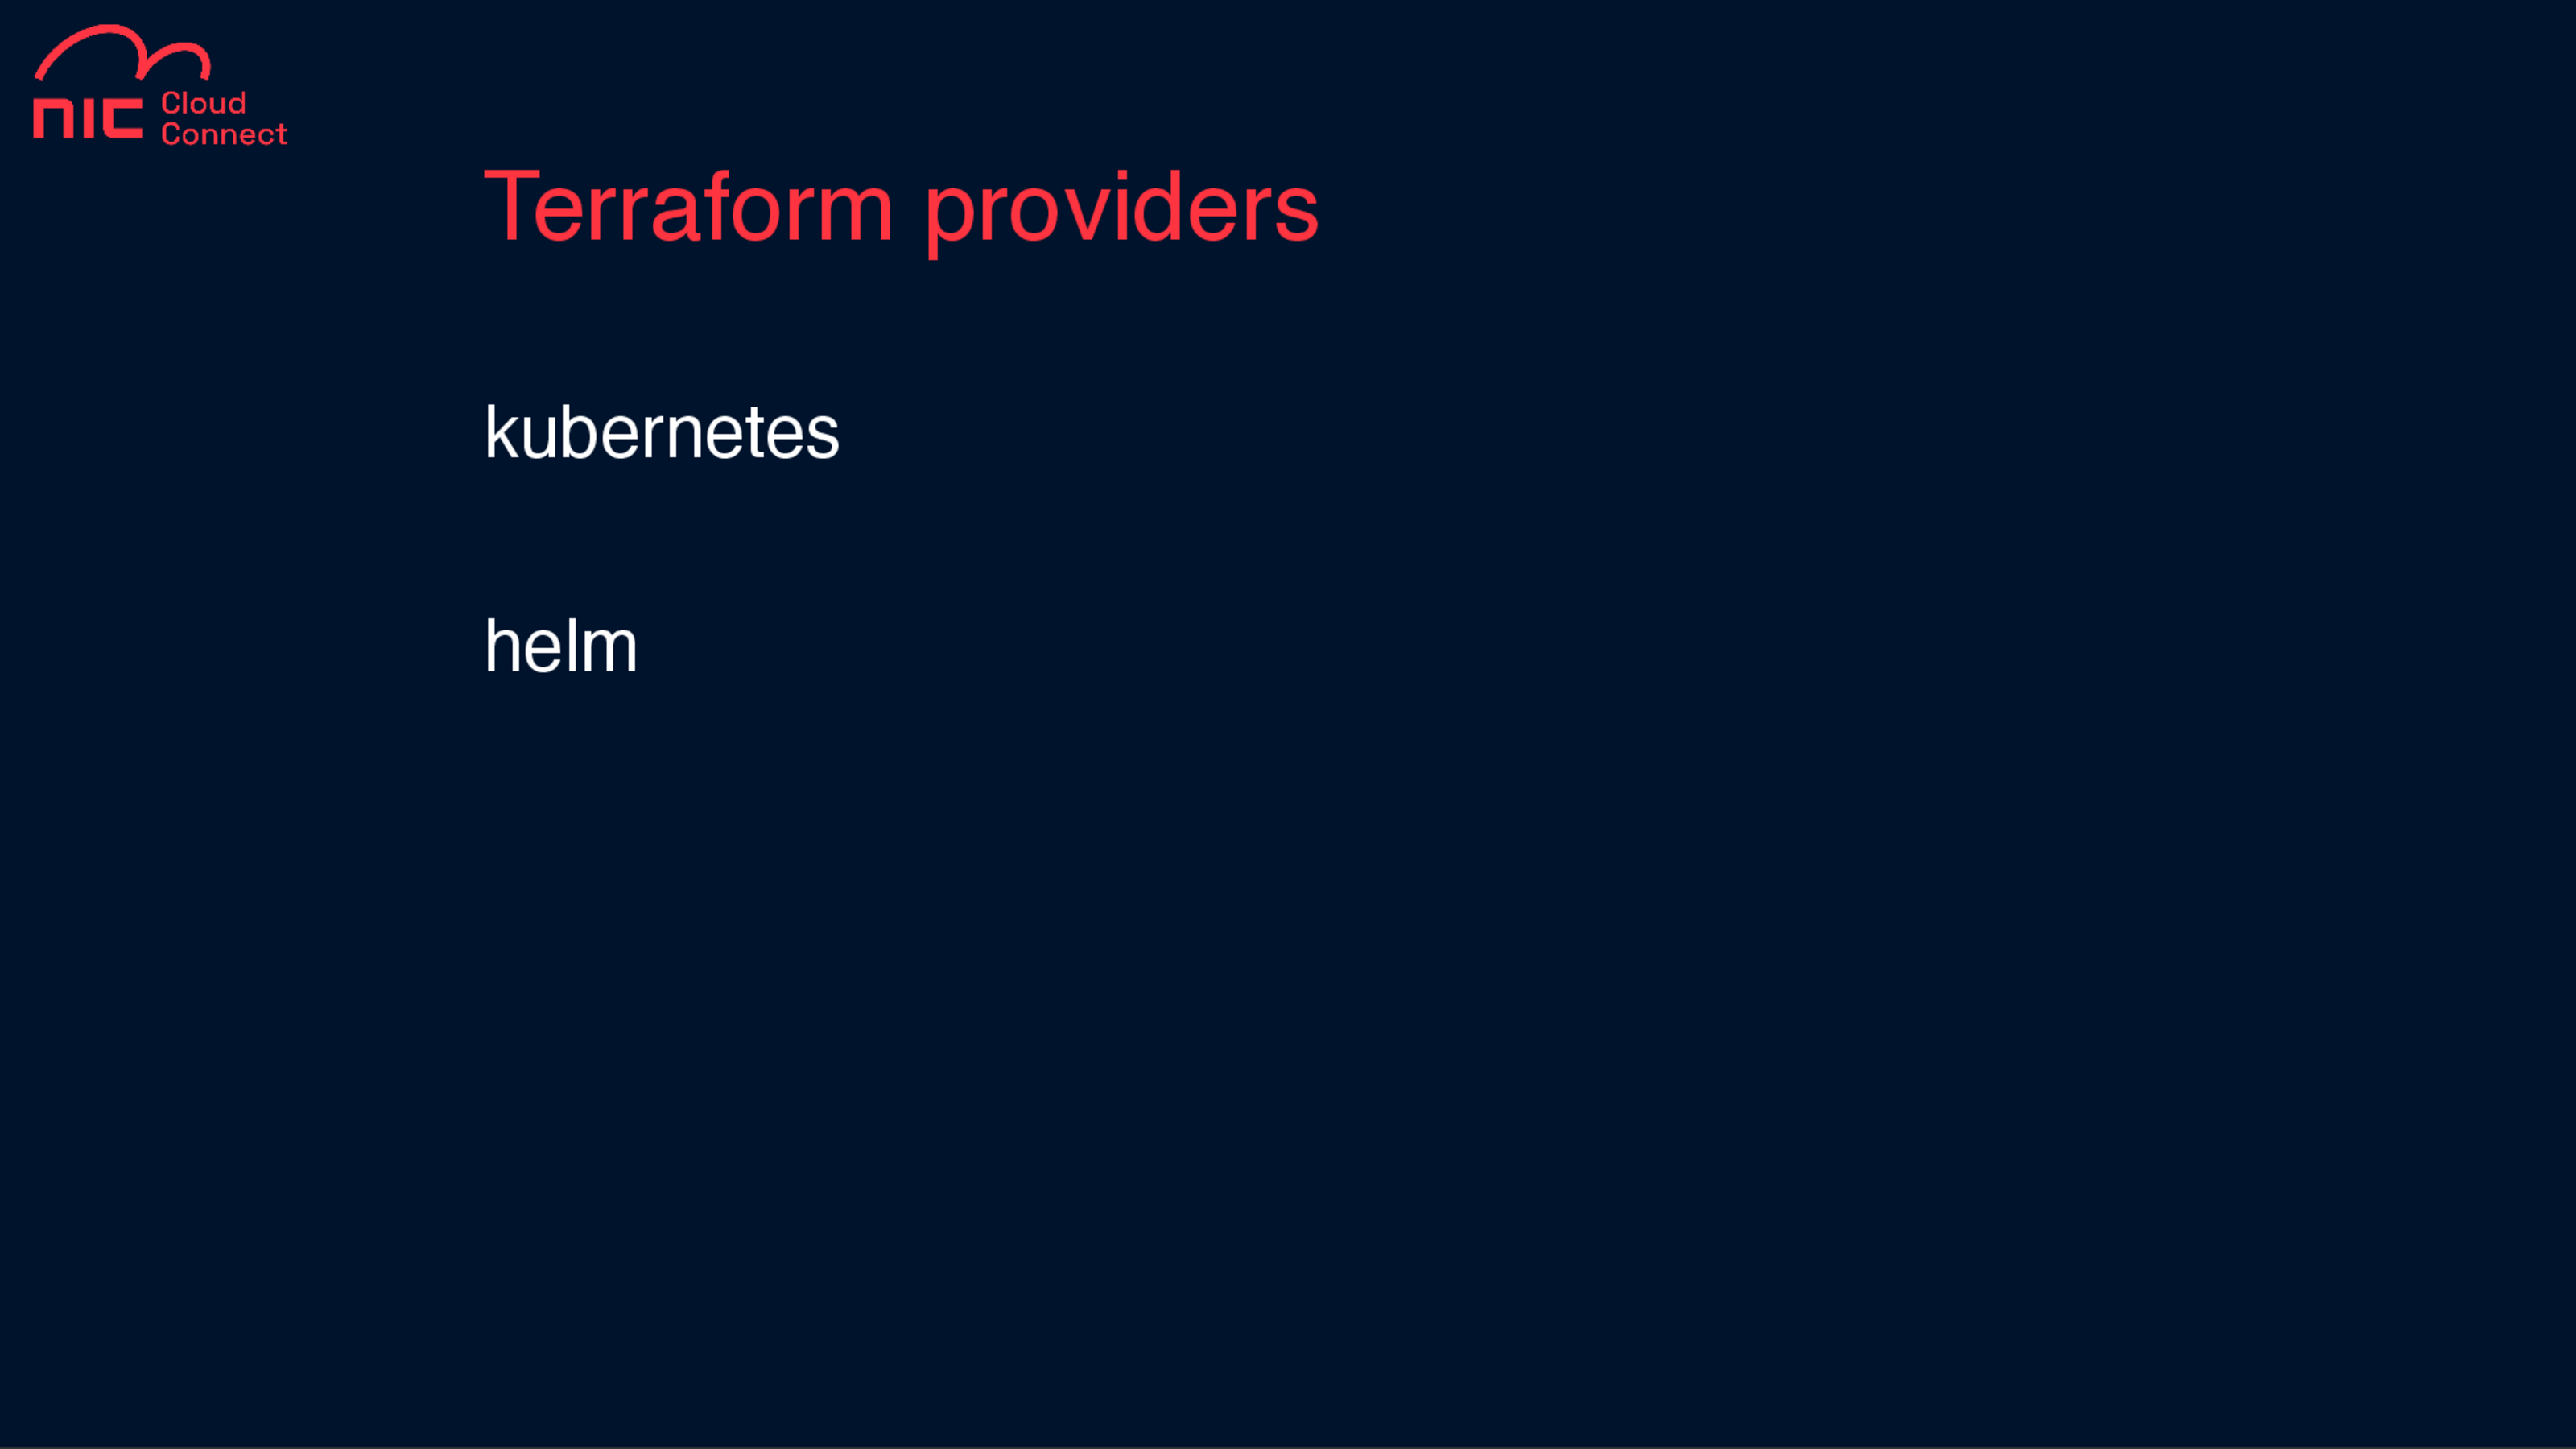 NIC Cloud
Connect
Terraform providers
kubernetes
helm